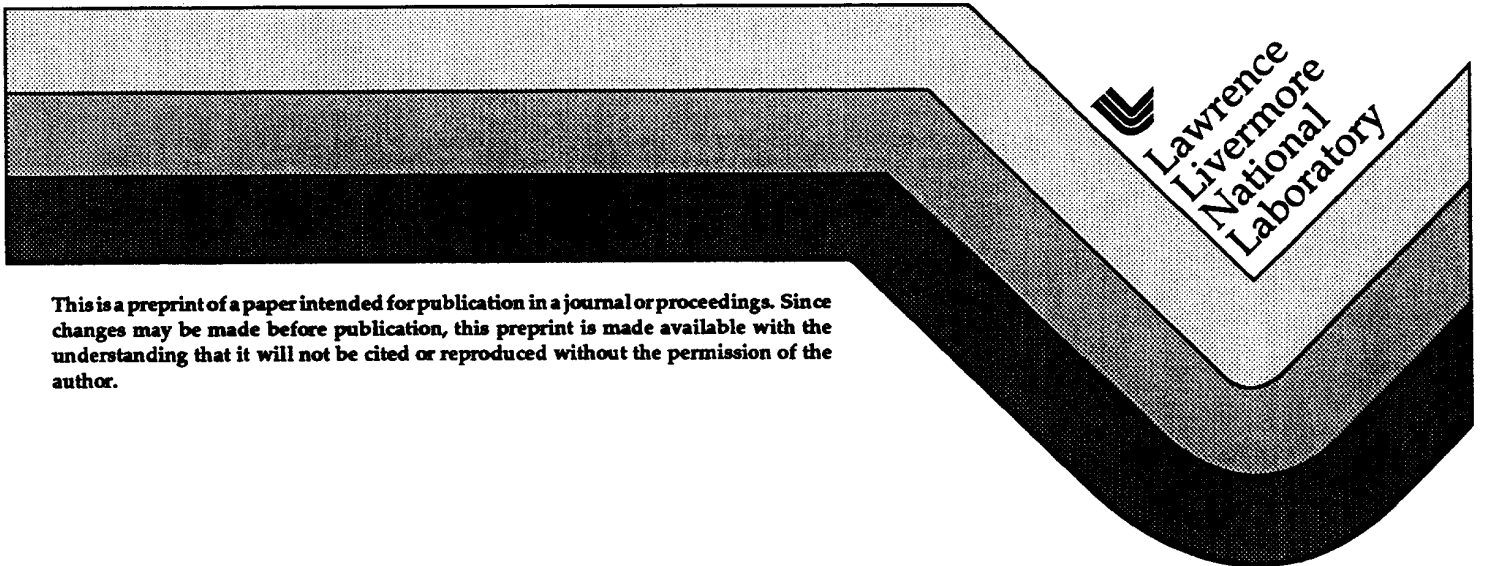 Lawrence
Livermore
National
Laboratory
This is a preprint of a paper intended for publication in a journal or proceedings. Since
changes may be made before publication, this preprint is made available with the
understanding that it will not be cited or reproduced without the permission of the
author.